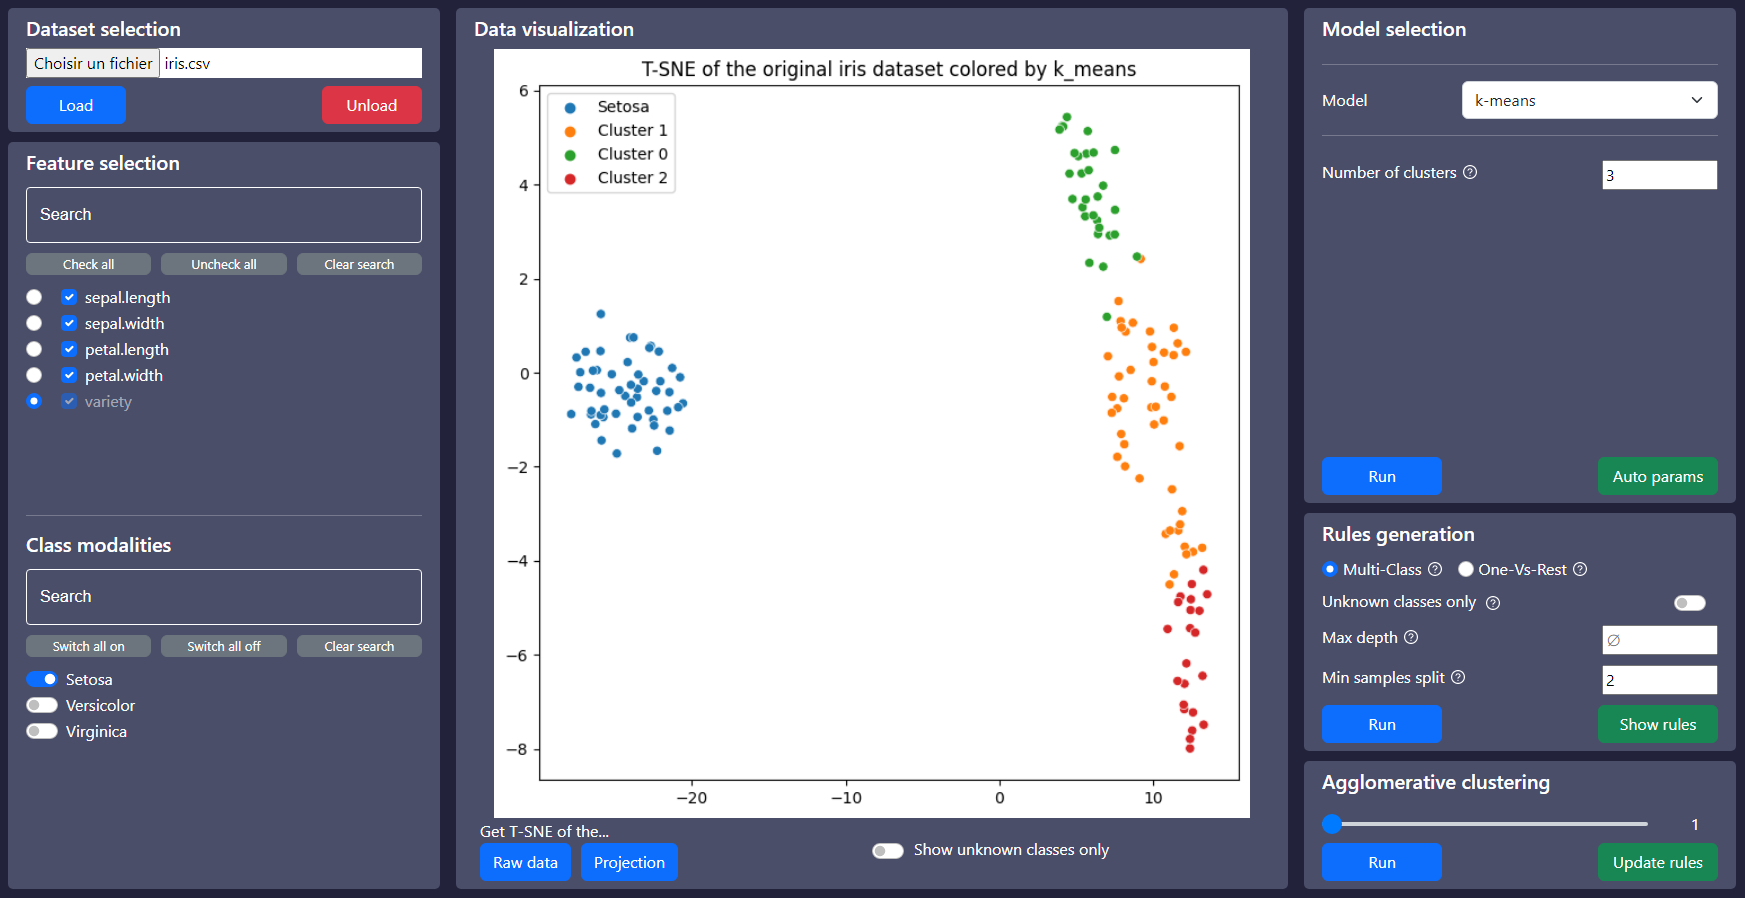 Dataset selection
Choisir un fichier iris.csv
Load
Unload
Feature selection
Search
Check all
Uncheck all
Clear search
sepal.length
sepal.width
petal.length
petal.width
variety
Class modalities
Search
Switch all on
Switch all off
Clear search
Setosa
Versicolor
Virginica
Data visualization
T-SNE of the original iris dataset colored by k_means
Setosa
Cluster 1
Cluster 0
Cluster 2
6
4
2
0
−2
−4
−6
−8
−20
−10
0
10
Get T-SNE of the...
Raw data
Projection
Show unknown classes only
Model selection
Model
k-means
Number of clusters ?
3
Run
Auto params
Rules generation
Multi-Class ?
One-Vs-Rest ?
Unknown classes only ?
Max depth ?
∅
Min samples split ?
2
Run
Show rules
Agglomerative clustering
1
Run
Update rules